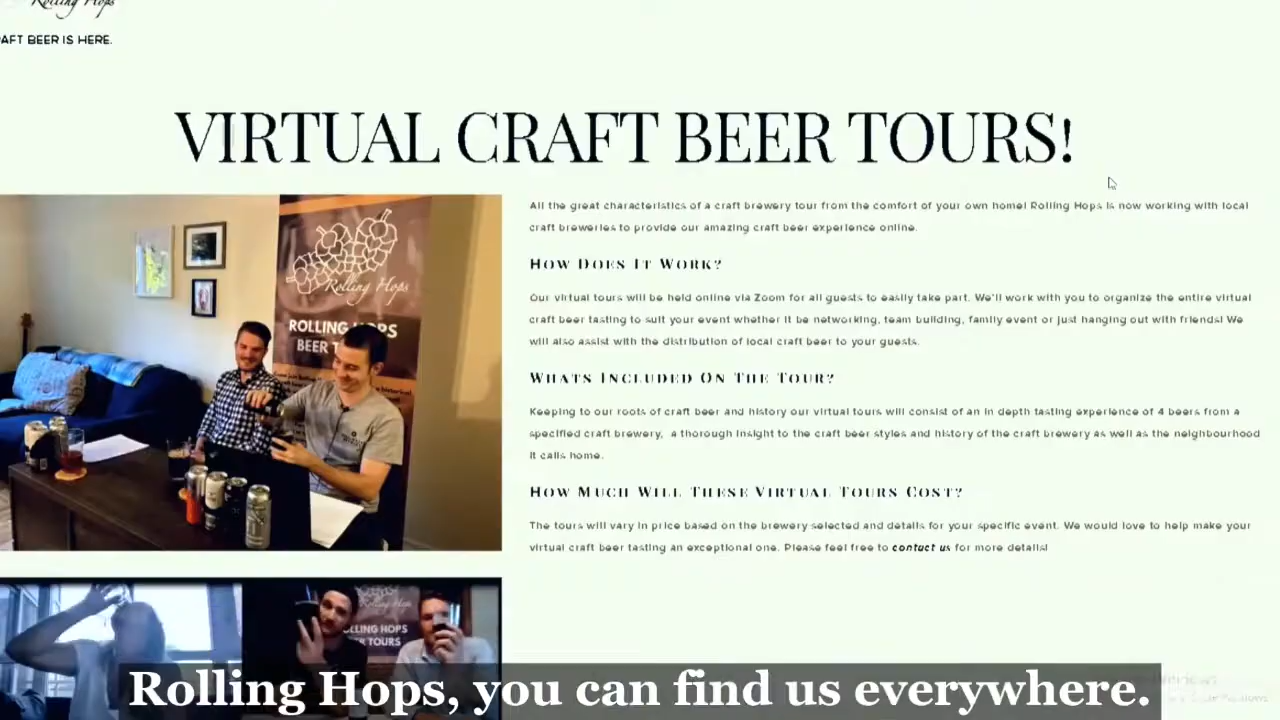 Rolling Hops
AFT BEER IS HERE.
VIRTUAL CRAFT BEER TOURS!
All the great characteristics of a craft brewery tour from the comfort of your own home! Rolling Hops is now working with local
craft breweries to provide our amazing craft beer experience online.
HOW DOES IT WORK?
Our virtual tours will be held online via Zoom for all guests to easily take part. We'll work with you to organize the entire virtual
craft beer tasting to suit your event whether it be networking, team building, family event or just hanging out with friends! We
will also assist with the distribution of local craft beer to your guests.
WHATS INCLUDED ON THE TOUR?
Keeping to our roots of craft beer and history our virtual tours will consist of an in depth tasting experience of 4 beers from a
specified craft brewery, a thorough insight to the craft beer styles and history of the craft brewery as well as the neighbourhood
it calls home.
HOW MUCH WILL THESE VIRTUAL TOURS COST?
The tours will vary in price based on the brewery selected and details for your specific event. We would love to help make your
virtual craft beer tasting an exceptional one. Please feel free to contact us for more details!
Rolling Hops
ROLLING HOPS
BEER T
historical
Rolling Hops
LLING HOPS
R TOURS
Rolling Hops, you can find us everywhere.